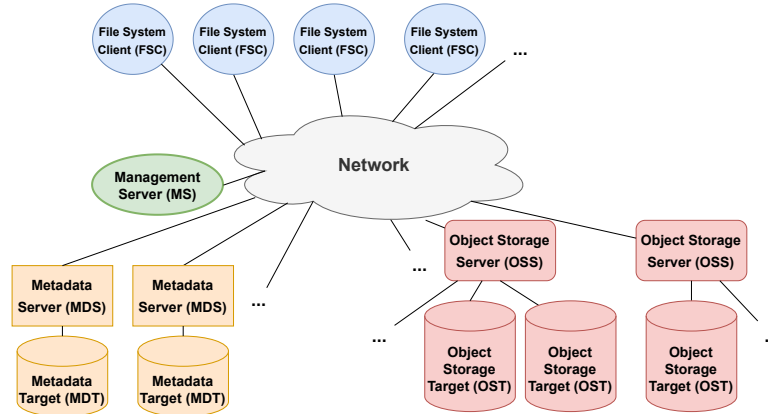 File System
Client (FSC)
File System
Client (FSC)
File System
Client (FSC)
File System
Client (FSC)
...
Network
Management
Server (MS)
Metadata
Server (MDS)
Metadata
Server (MDS)
...
...
Object Storage
Server (OSS)
Object Storage
Server (OSS)
Metadata
Target (MDT)
Metadata
Target (MDT)
...
Object
Storage
Target (OST)
Object
Storage
Target (OST)
Object
Storage
Target (OST)
...